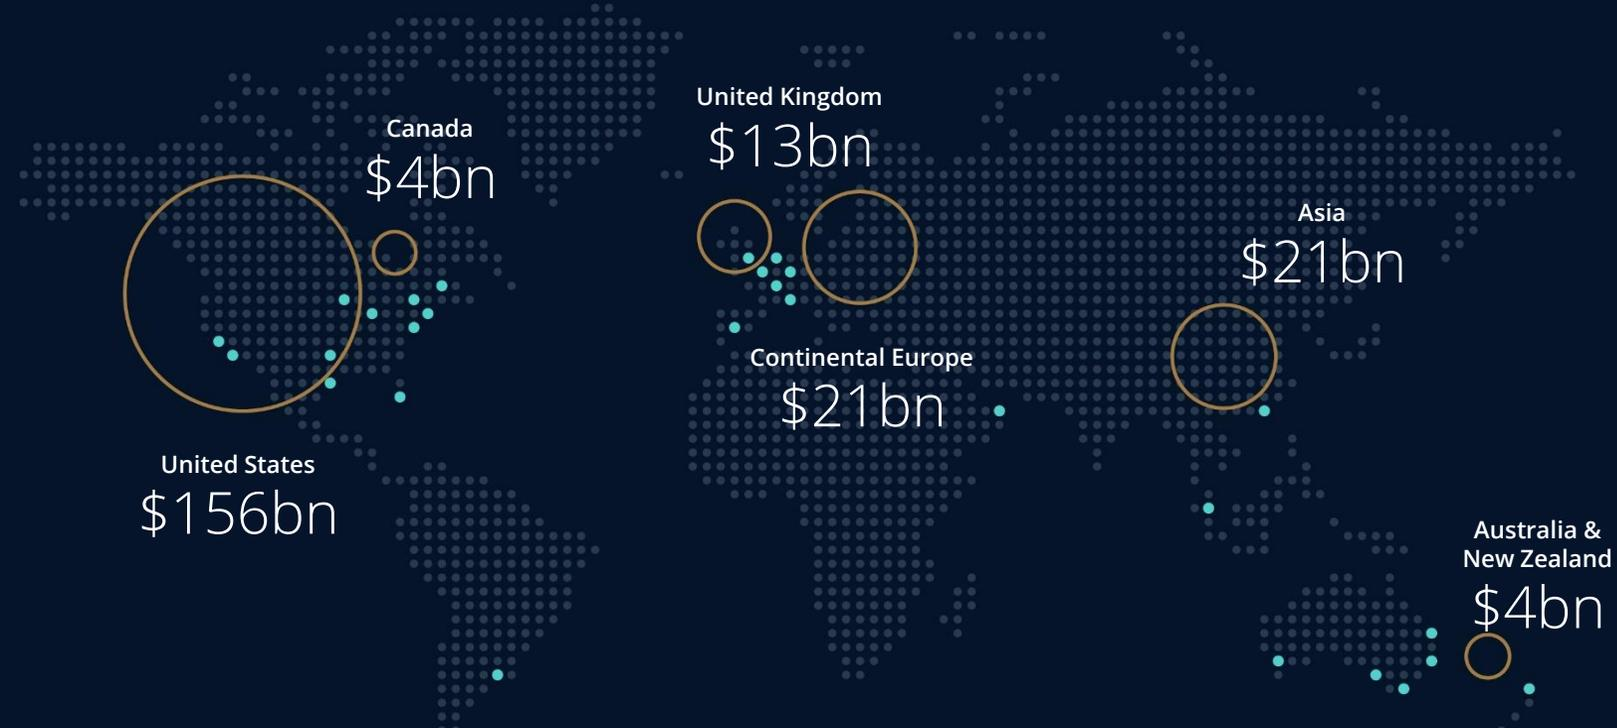 Canada
$4bn
United Kingdom
$13bn
Asia
$21bn
Continental Europe
$21bn
United States
$156bn
Australia &
New Zealand
$4bn